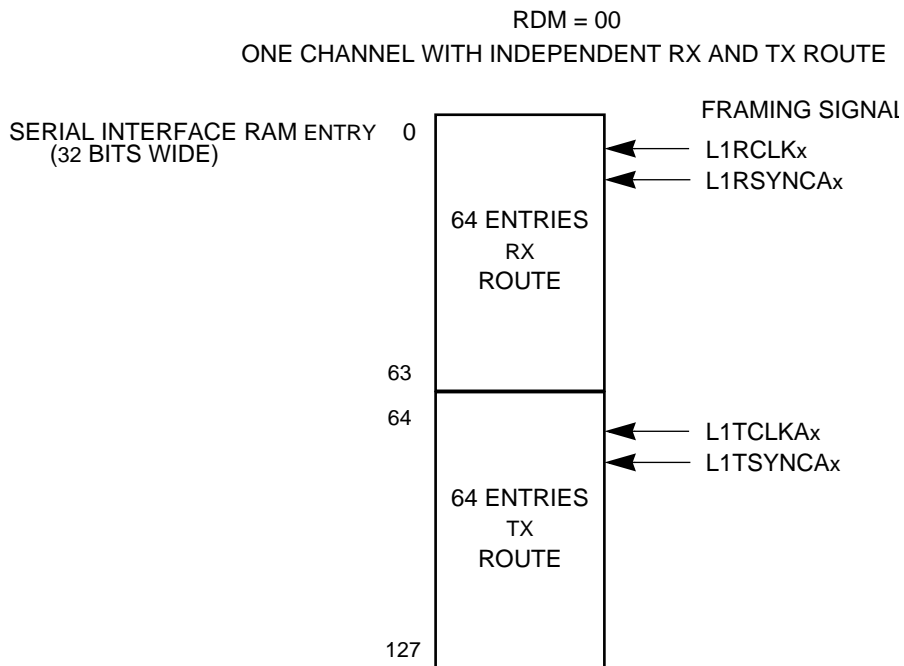 RDM = 00
ONE CHANNEL WITH INDEPENDENT RX AND TX ROUTE
FRAMING SIGNAL
SERIAL INTERFACE RAM ENTRY 0
(32 BITS WIDE)
L1RCLKx
L1RSYNCAx
64 ENTRIES
RX
ROUTE
63
64
L1TCLKAx
L1TSYNCAx
64 ENTRIES
TX
ROUTE
127